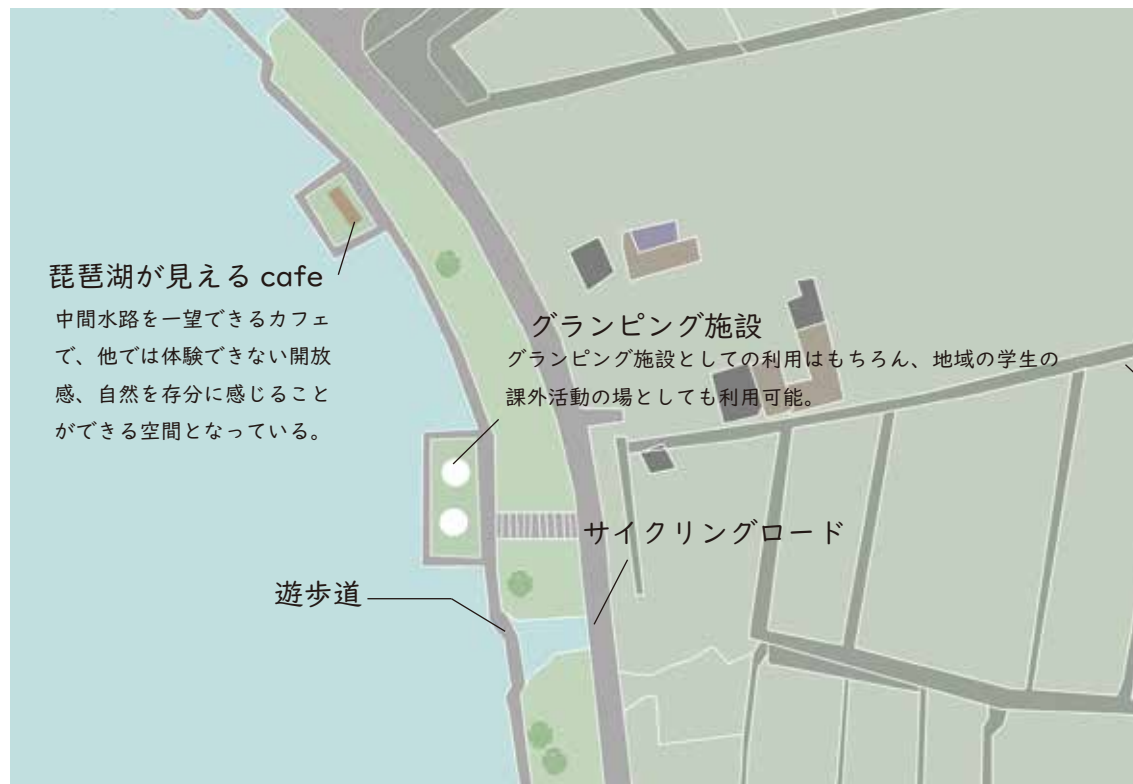 琵琶湖が見える cafe
中間水路を一望できるカフェ
で、他では体験できない開放
感、自然を存分に感じること
ができる空間となっている。
グランピング施設
グランピング施設としての利用はもちろん、地域の学生の
課外活動の場としても利用可能。
サイクリングロード
遊歩道